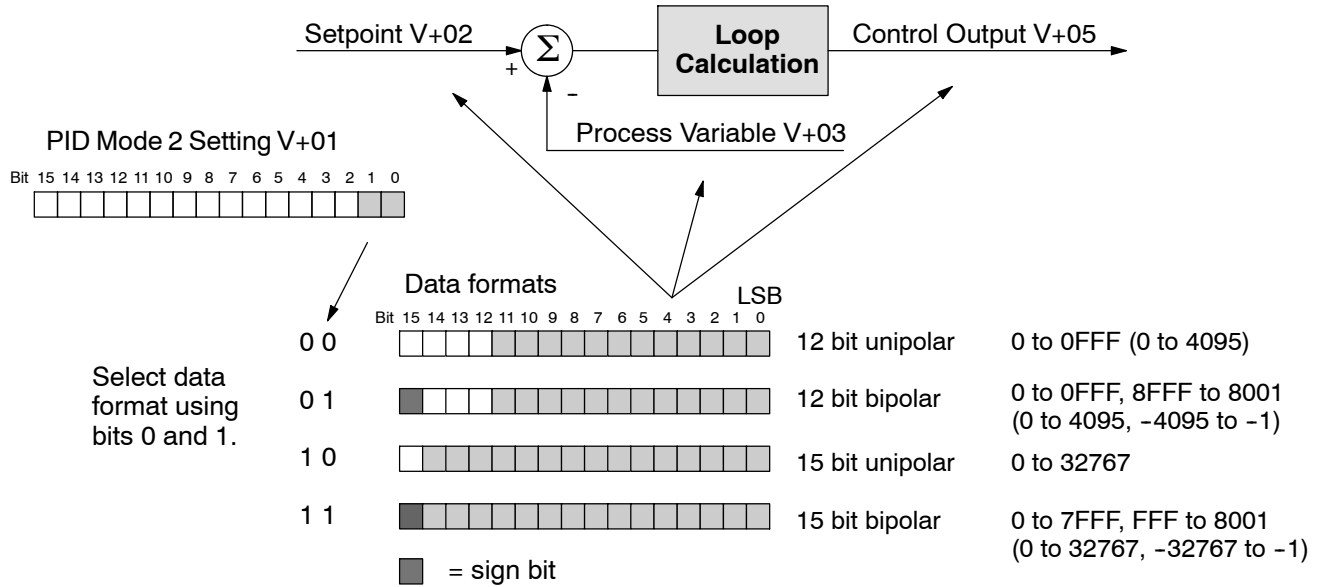 Setpoint V+02
Loop
Calculation
Control Output V+05
Σ
+
−
Process Variable V+03
PID Mode 2 Setting V+01
Bit 15 14 13 12 11 10 9 8 7 6 5 4 3 2 1 0
Data formats
LSB
Bit 15 14 13 12 11 10 9 8 7 6 5 4 3 2 1 0
Select data
format using
bits 0 and 1.
0 0
12 bit unipolar
0 to 0FFF (0 to 4095)
0 1
12 bit bipolar
0 to 0FFF, 8FFF to 8001
(0 to 4095, -4095 to -1)
1 0
15 bit unipolar
0 to 32767
1 1
15 bit bipolar
0 to 7FFF, FFF to 8001
(0 to 32767, -32767 to -1)
= sign bit